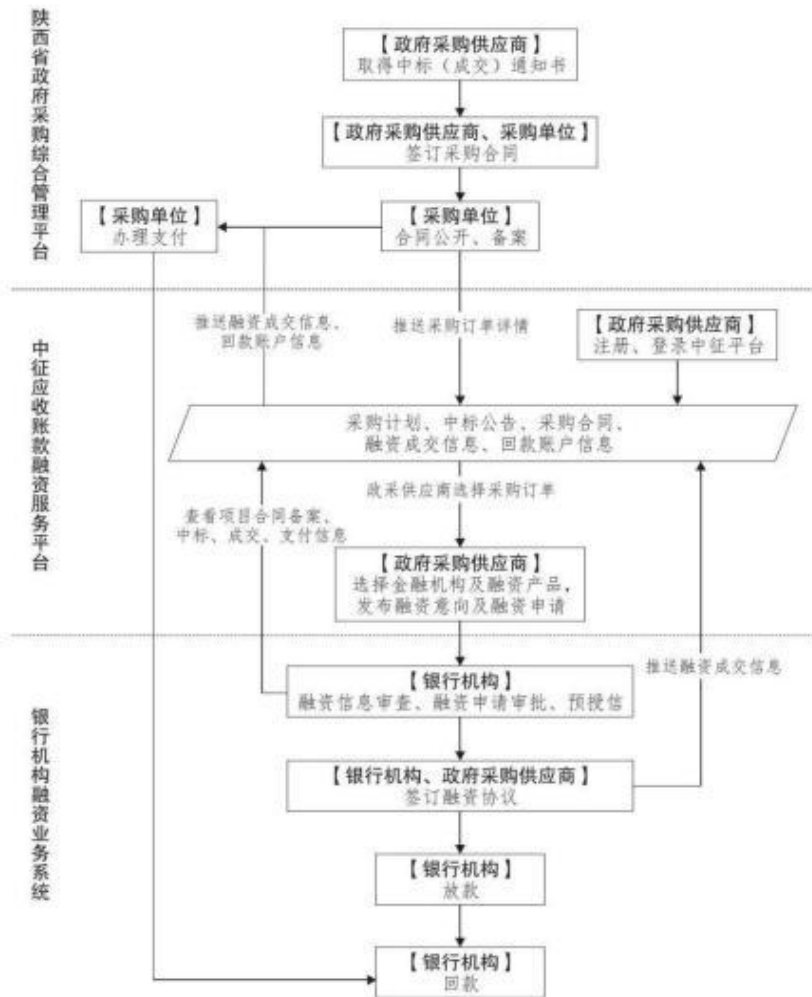 陕西省政府采购综合管理平台
【政府采购供应商】
取得中标（成交）通知书
【政府采购供应商、采购单位】
签订采购合同
【采购单位】
办理支付
【采购单位】
合同公开、备案
中征应收账款融资服务平台
推送融资成交信息、
回款账户信息
推送采购订单详情
【政府采购供应商】
注册、登录中征平台
采购计划、中标公告、采购合同、
融资成交信息、回款账户信息
政采供应商选择采购订单
查看项目合同备案、
中标、成交、支付信息
【政府采购供应商】
选择金融机构及融资产品，
发布融资意向及融资申请
银行机构融资业务系统
【银行机构】
融资信息审查、融资申请审批、预授信
推送融资成交信息
【银行机构、政府采购供应商】
签订融资协议
【银行机构】
放款
【银行机构】
回款